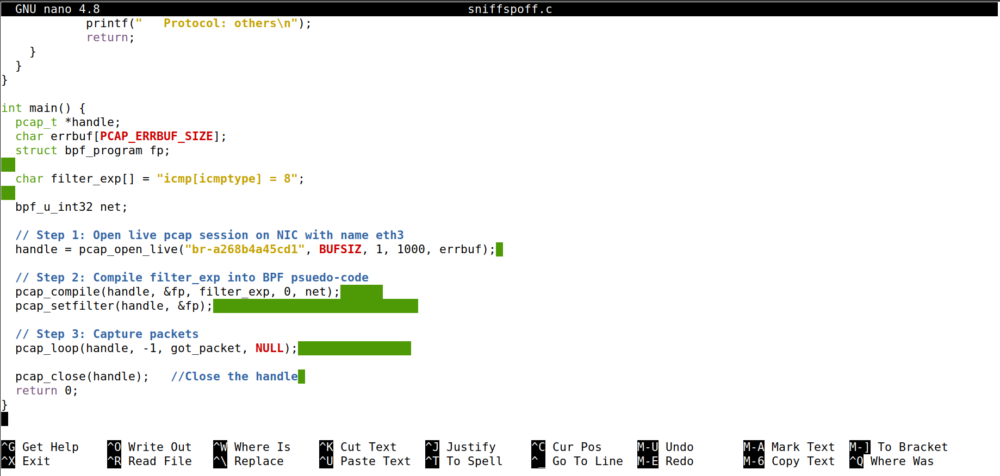 GNU nano 4.8 sniffspoff.c
printf("   Protocol: others\n");
return;
}
}
}
int main() {
pcap_t *handle;
char errbuf[PCAP_ERRBUF_SIZE];
struct bpf_program fp;
char filter_exp[] = "icmp[icmptype] = 8";
bpf_u_int32 net;
// Step 1: Open live pcap session on NIC with name eth3
handle = pcap_open_live("br-a268b4a45cd1", BUFSIZ, 1, 1000, errbuf);
// Step 2: Compile filter_exp into BPF psuedo-code
pcap_compile(handle, &fp, filter_exp, 0, net);
pcap_setfilter(handle, &fp);
// Step 3: Capture packets
pcap_loop(handle, -1, got_packet, NULL);
pcap_close(handle);   //Close the handle
return 0;
}
^G Get Help ^O Write Out ^W Where Is ^K Cut Text ^J Justify ^C Cur Pos M-U Undo M-A Mark Text M-] To Bracket
^X Exit ^R Read File ^\ Replace ^U Paste Text ^T To Spell ^_ Go To Line M-E Redo M-6 Copy Text ^Q Where Was